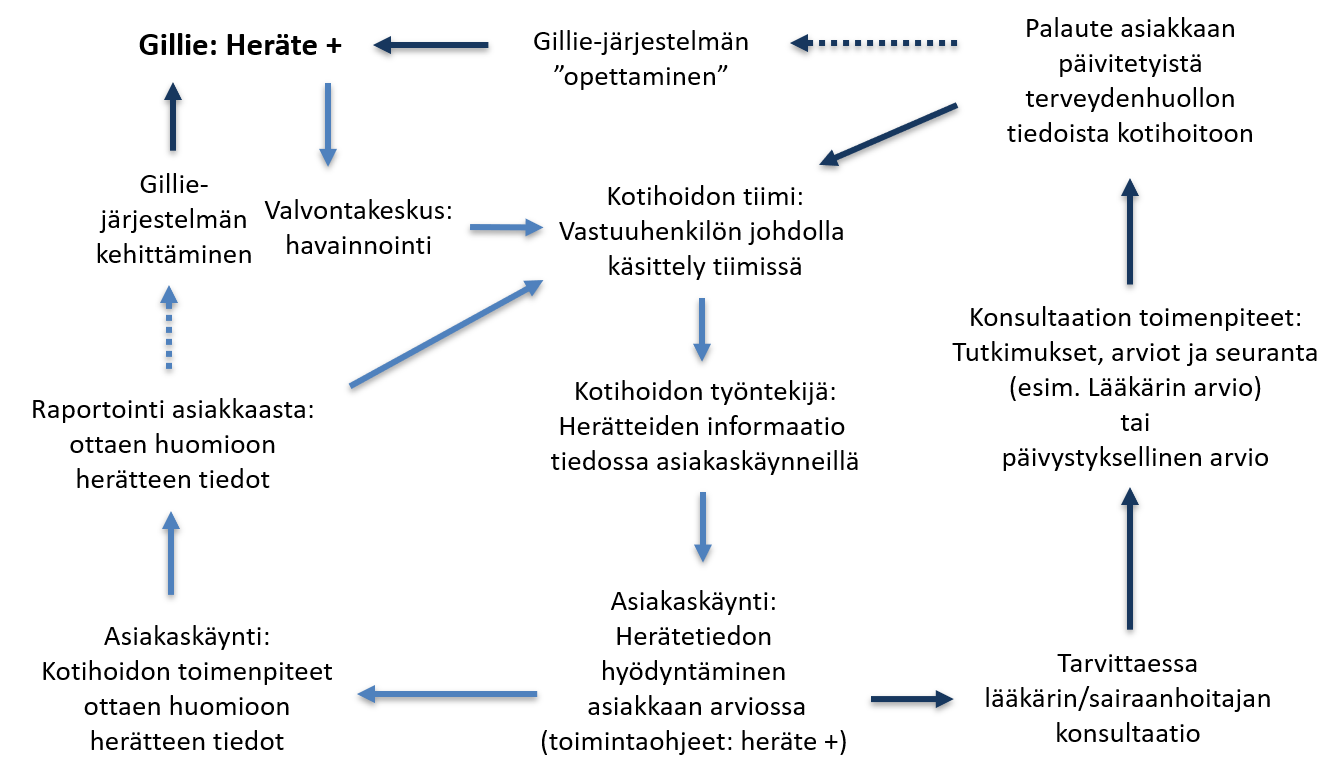 Gillie: Heräte +
Gillie-järjestelmän
”opettaminen”
Palaute asiakkaan
päivitetyistä
terveydenhuollon
tiedoista kotihoitoon
Gillie-
järjestelmän
kehittäminen
Valvontakeskus:
havainnointi
Kotihoidon tiimi:
Vastuuhenkilön johdolla
käsittely tiimissä
Konsultaation toimenpiteet:
Tutkimukset, arviot ja seuranta
(esim. Lääkärin arvio)
tai
päivystyksellinen arvio
Raportointi asiakkaasta:
ottaen huomioon
herätteen tiedot
Kotihoidon työntekijä:
Herätteiden informaatio
tiedossa asiakaskäynneillä
Asiakaskäynti:
Kotihoidon toimenpiteet
ottaen huomioon
herätteen tiedot
Asiakaskäynti:
Herätetiedon
hyödyntäminen
asiakkaan arviossa
(toimintaohjeet: heräte +)
Tarvittaessa
lääkärin/sairaanhoitajan
konsultaatio